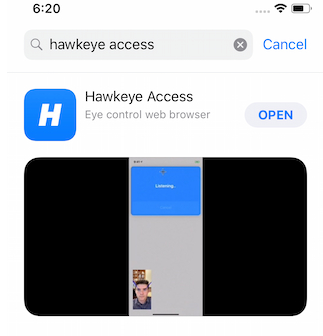 6:20
hawkeye access
Cancel
H
Hawkeye Access
Eye control web browser
OPEN
Listening...